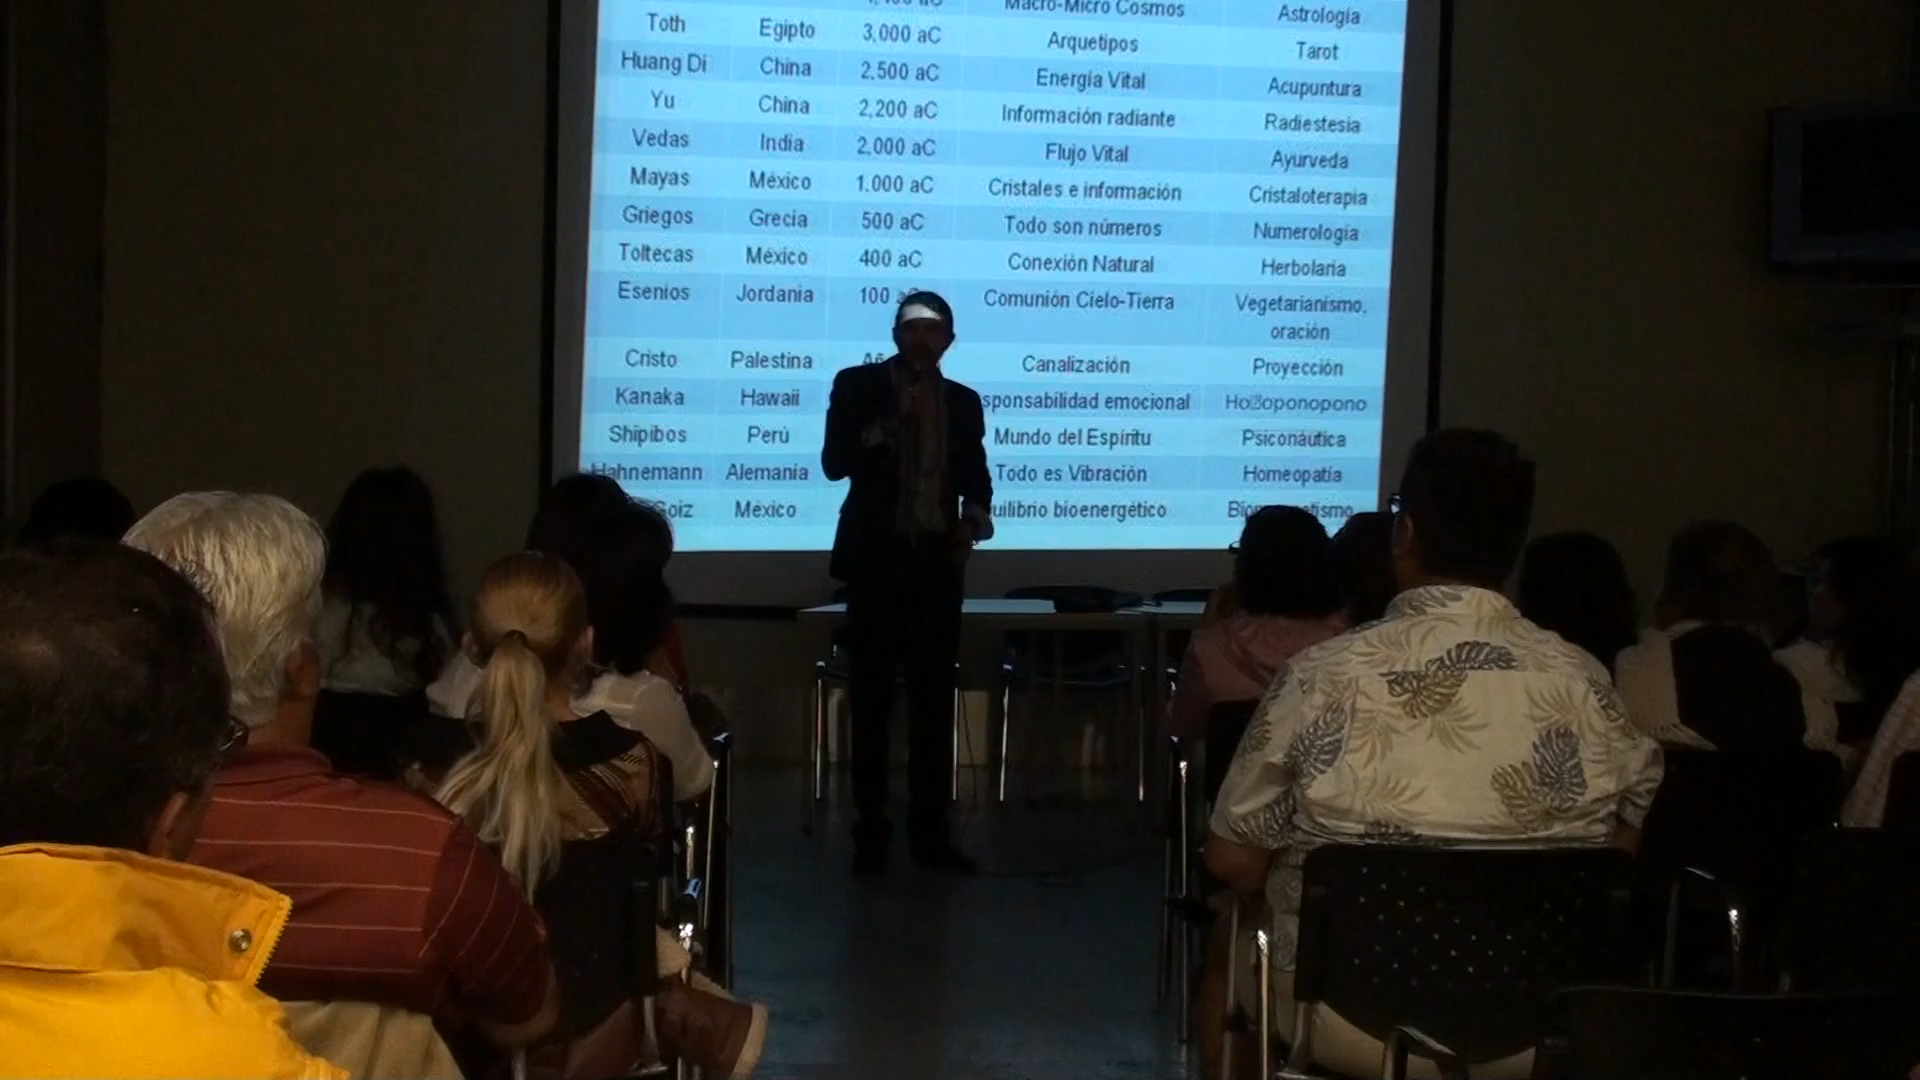 Macro-Micro Cosmos Astrología
Toth Egipto 3,000 aC Arquetipos Tarot
Huang Di China 2,500 aC Energía Vital Acupuntura
Yu China 2,200 aC Información radiante Radiestesia
Vedas India 2,000 aC Flujo Vital Ayurveda
Mayas México 1.000 aC Cristales e información Cristaloterapia
Griegos Grecia 500 aC Todo son números Numerología
Toltecas México 400 aC Conexión Natural Herbolaria
Esenios Jordania 100 Comunión Cielo-Tierra Vegetarianismo,
oración
Cristo Palestina Canalización Proyección
Kanaka Hawaii sponsabilidad emocional
Shipibos Perú Mundo del Espíritu Psiconáutica
Hahnemann Alemania Todo es Vibración Homeopatía
Goiz México uilibrio bioenergético